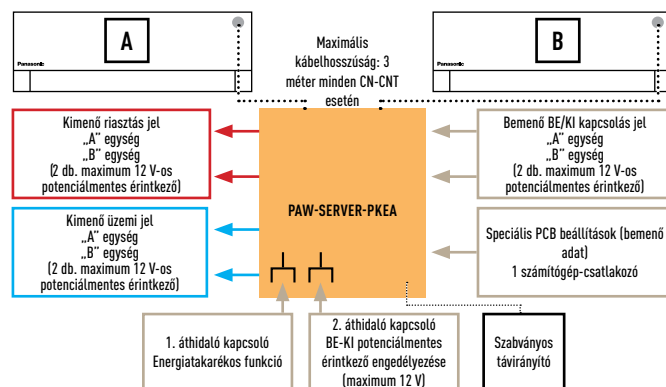 A
B
Panasonic
Panasonic
Maximális
kábelhosszúság: 3
méter minden CN-CNT
esetén
Kimenő riasztás jel
„A” egység
„B” egység
(2 db. maximum 12 V-os
potenciálmentes érintkező)
Kimenő üzemi jel
„A” egység
„B” egység
(2 db. maximum 12 V-os
potenciálmentes érintkező)
PAW-SERVER-PKEA
Bemenő BE/KI kapcsolás jel
„A” egység
„B” egység
(2 db. maximum 12 V-os
potenciálmentes érintkező)
Speciális PCB beállítások (bemenő
adat)
1 számítógép-csatlakozó
1. áthidaló kapcsoló
Energiatakarékos funkció
2. áthidaló kapcsoló
BE-KI potenciálmentes
érintkező engedélyezése
(maximum 12 V)
Szabványos
távirányító